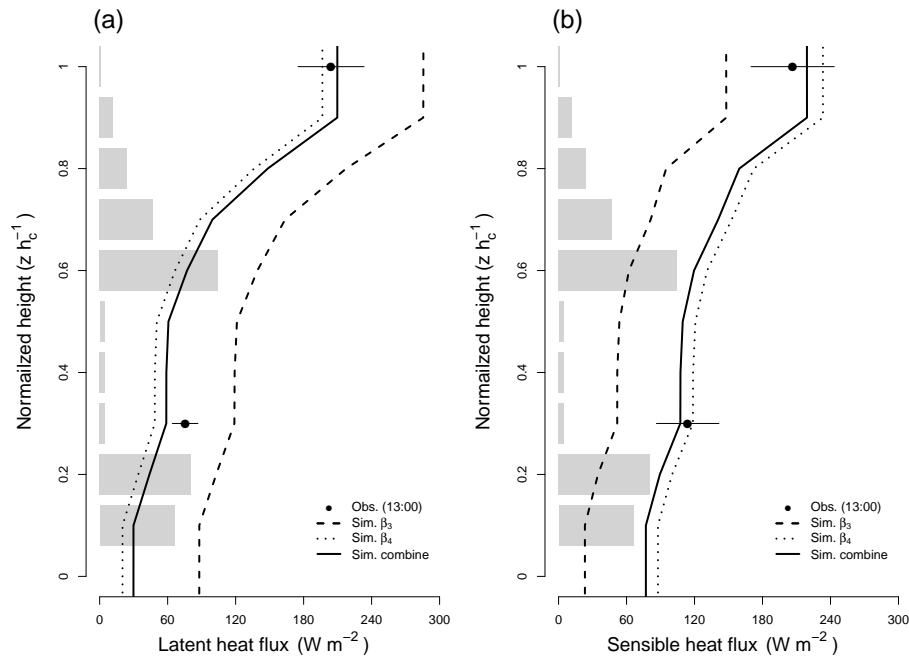 (a)
Normailzed height (z h_c^{-1})
1
0.8
0.6
0.4
0.2
0
Obs. (13:00)
Sim. β₃
Sim. β₄
Sim. combine
0 60 120 180 240 300
Latent heat flux (W m⁻²)
(b)
Normailzed height (z h_c^{-1})
1
0.8
0.6
0.4
0.2
0
Obs. (13:00)
Sim. β₃
Sim. β₄
Sim. combine
0 60 120 180 240 300
Sensible heat flux (W m⁻²)